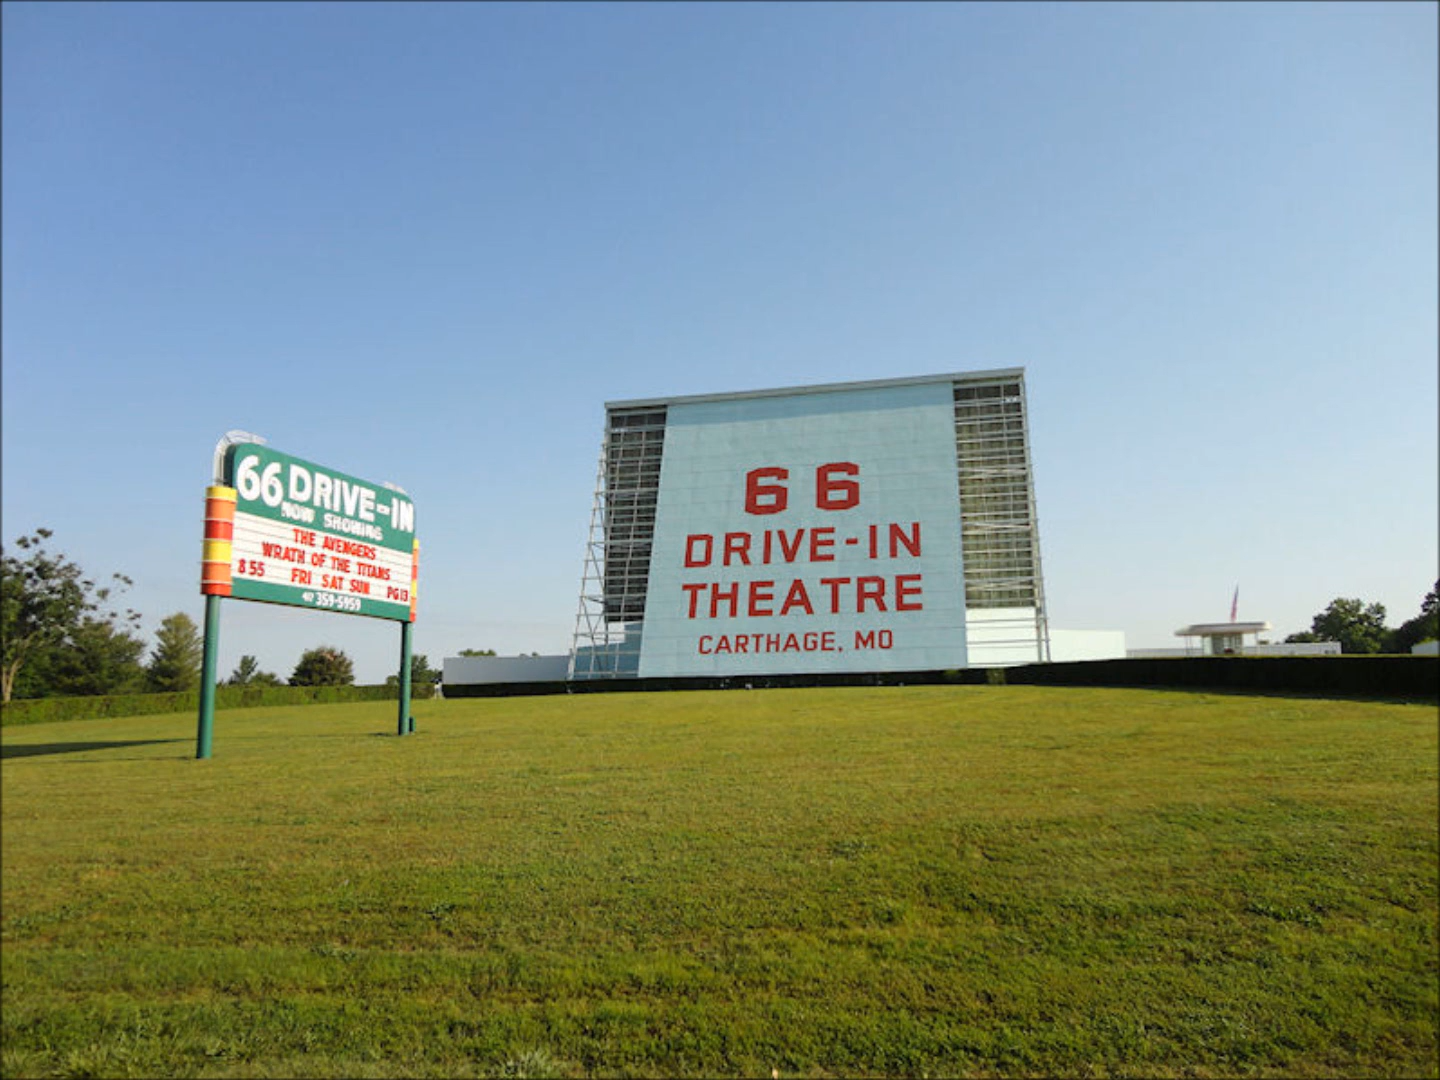 66 DRIVE-IN
NOW SHOWING
THE AVENGERS
WRATH OF THE TITANS
8 55 FRI SAT SUN PG13
417 359-5959
66
DRIVE-IN
THEATRE
CARTHAGE, MO